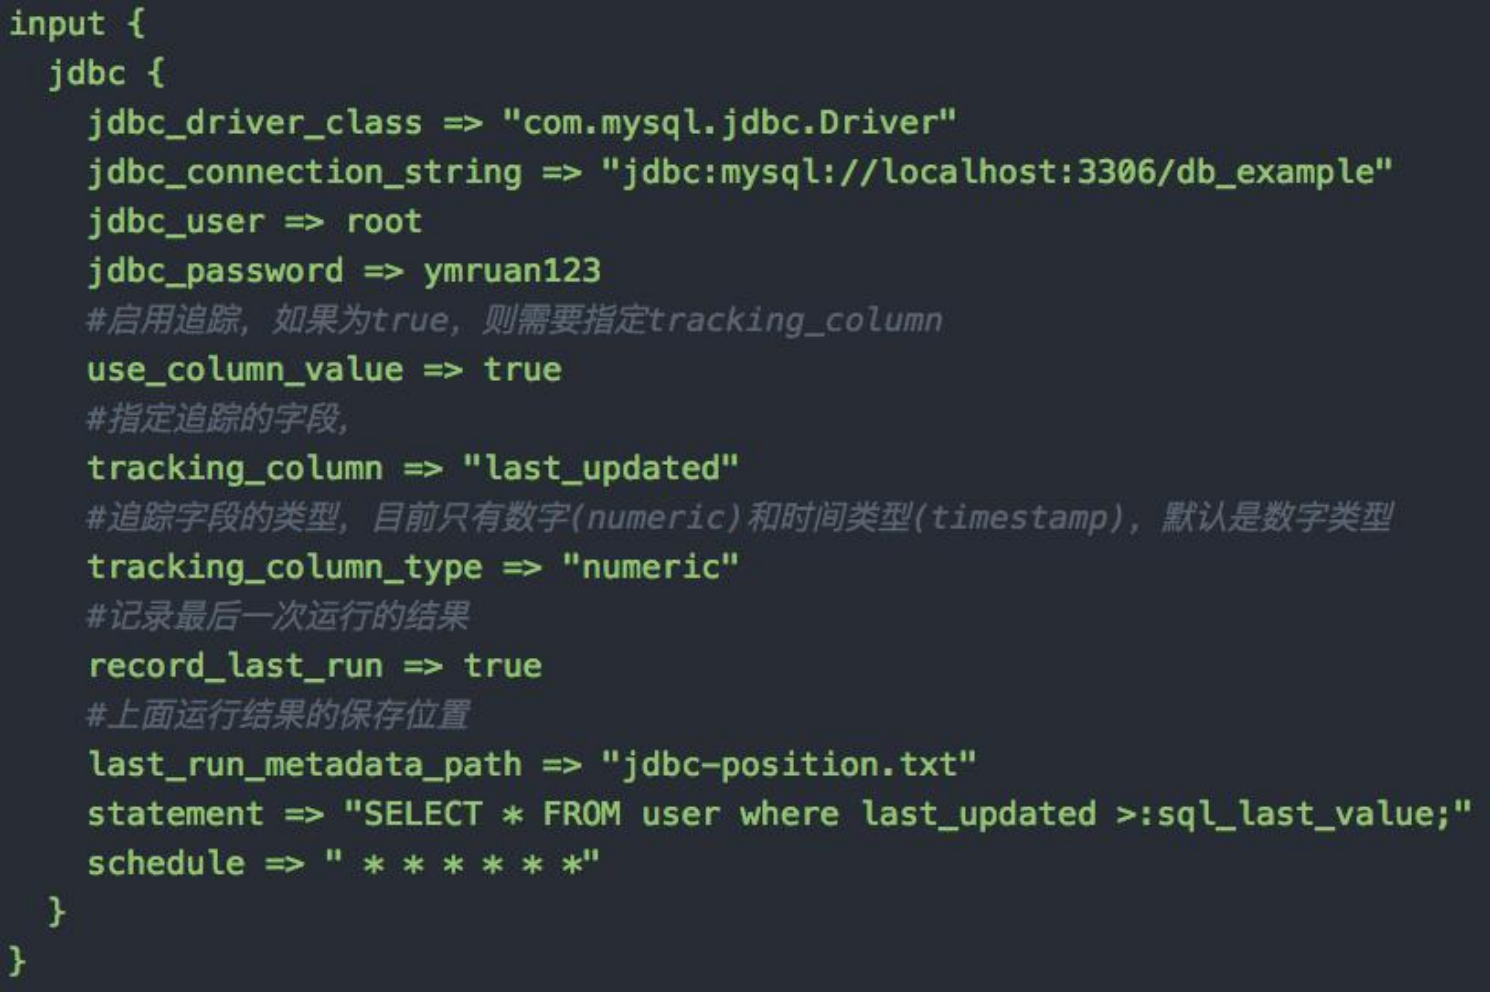 input {
  jdbc {
    jdbc_driver_class => "com.mysql.jdbc.Driver"
    jdbc_connection_string => "jdbc:mysql://localhost:3306/db_example"
    jdbc_user => root
    jdbc_password => ymruan123
    #启用追踪，如果为true，则需要指定tracking_column
    use_column_value => true
    #指定追踪的字段，
    tracking_column => "last_updated"
    #追踪字段的类型，目前只有数字(numeric)和时间类型(timestamp)，默认是数字类型
    tracking_column_type => "numeric"
    #记录最后一次运行的结果
    record_last_run => true
    #上面运行结果的保存位置
    last_run_metadata_path => "jdbc-position.txt"
    statement => "SELECT * FROM user where last_updated >:sql_last_value;"
    schedule => " * * * * * *"
  }
}